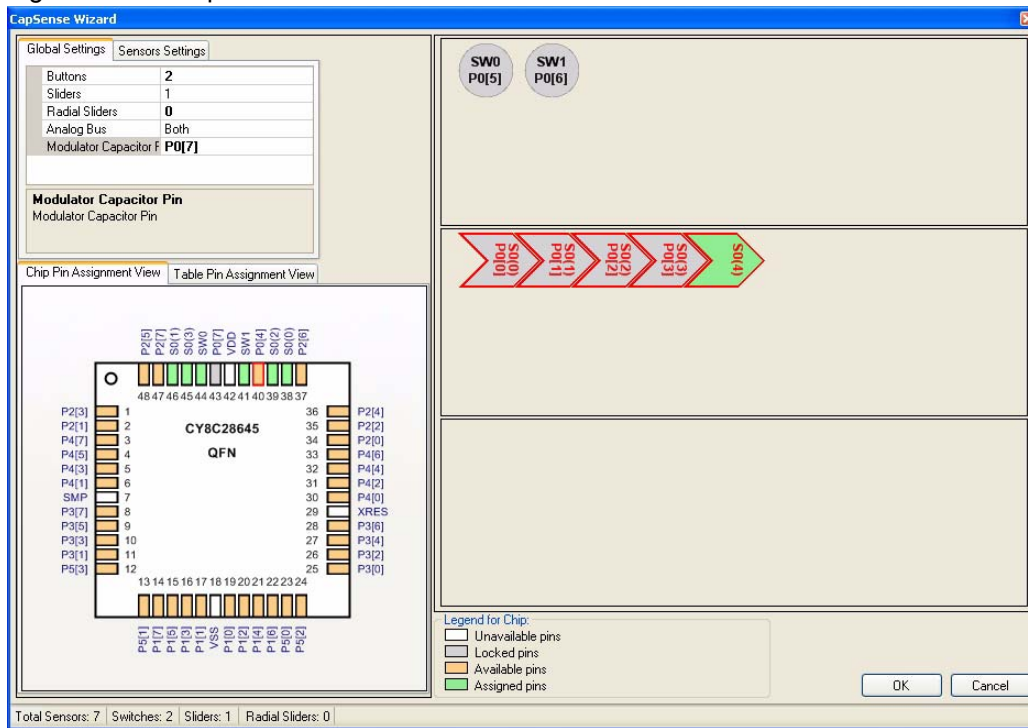 CapSense Wizard
Global Settings Sensors Settings
Buttons 2
Sliders 1
Radial Sliders 0
Analog Bus Both
Modulator Capacitor P P0[7]
Modulator Capacitor Pin
Modulator Capacitor Pin
SW0 SW1
P0[5] P0[6]
S0(0) S0(1) S0(2) S0(3) S0(4)
P0[0] P0[1] P0[2] P0[3]
Chip Pin Assignment View Table Pin Assignment View
P2[5] P2[7] S0(1) S0(3) SW0 P0[7] VDD SW1 P0[4] S0(2) S0(0) P2[6]
48 47 46 45 44 43 42 41 40 39 38 37
P2[3] 1 36 P2[4]
P2[1] 2 35 P2[2]
P4[7] 3 34 P2[0]
P4[5] 4 33 P4[6]
P4[3] 5 32 P4[4]
P4[1] 6 31 P4[2]
SMP 7 30 P4[0]
P3[7] 8 29 XRES
P3[5] 9 28 P3[6]
P3[3] 10 27 P3[4]
P3[1] 11 26 P3[2]
P5[3] 12 25 P3[0]
CY8C28645
QFN
13 14 15 16 17 18 19 20 21 22 23 24
P5[1] P1[7] P1[5] P1[3] P1[1] VSS P1[0] P1[2] P1[4] P1[6] P5[0] P5[2]
Legend for Chip:
Unavailable pins
Locked pins
Available pins
Assigned pins
OK Cancel
Total Sensors: 7 Switches: 2 Sliders: 1 Radial Sliders: 0